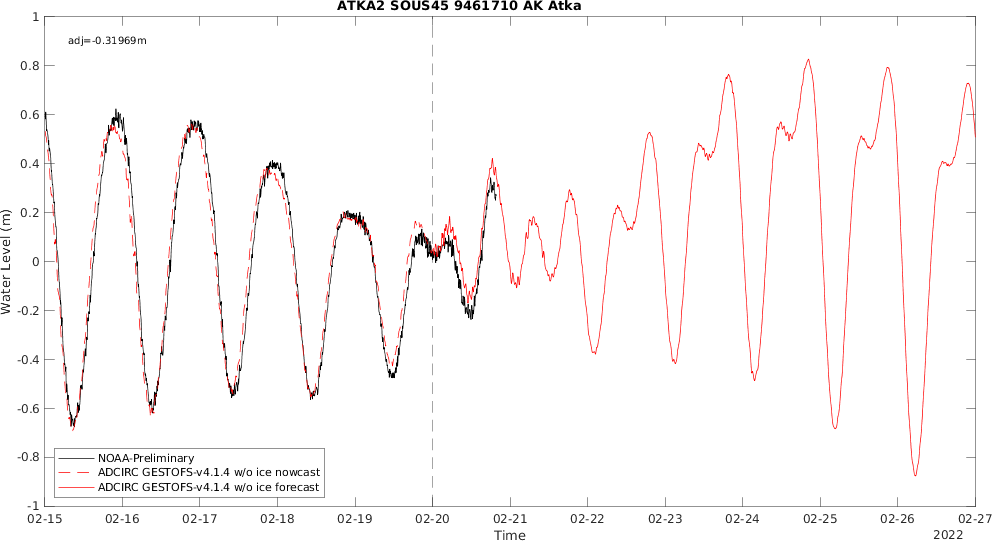 ATKA2 SOUS45 9461710 AK Atka
adj=-0.31969m
1
0.8
0.6
0.4
0.2
0
-0.2
-0.4
-0.6
-0.8
-1
Water Level (m)
NOAA-Preliminary
ADCIRC GESTOFS-v4.1.4 w/o ice nowcast
ADCIRC GESTOFS-v4.1.4 w/o ice forecast
02-15 02-16 02-17 02-18 02-19 02-20 02-21 02-22 02-23 02-24 02-25 02-26 02-27
Time
2022